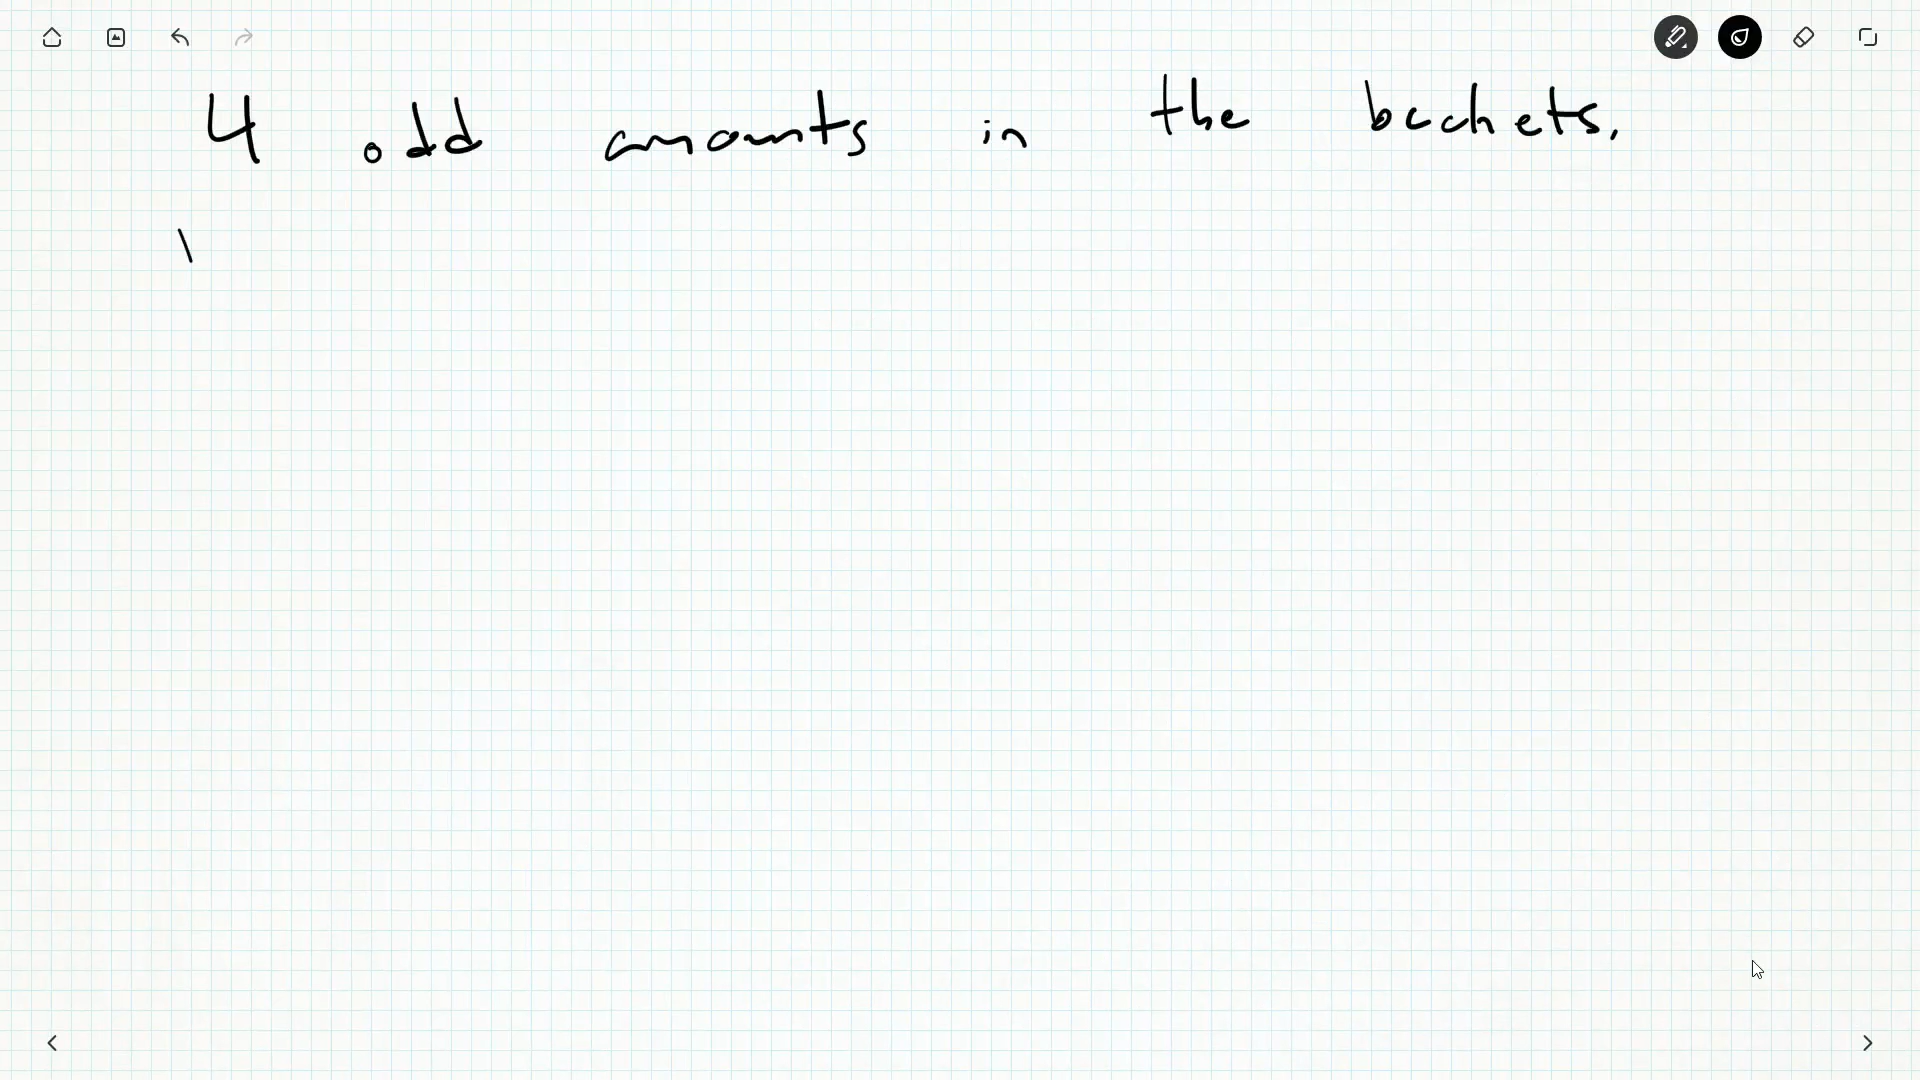 4 odd amounts in the buckets.